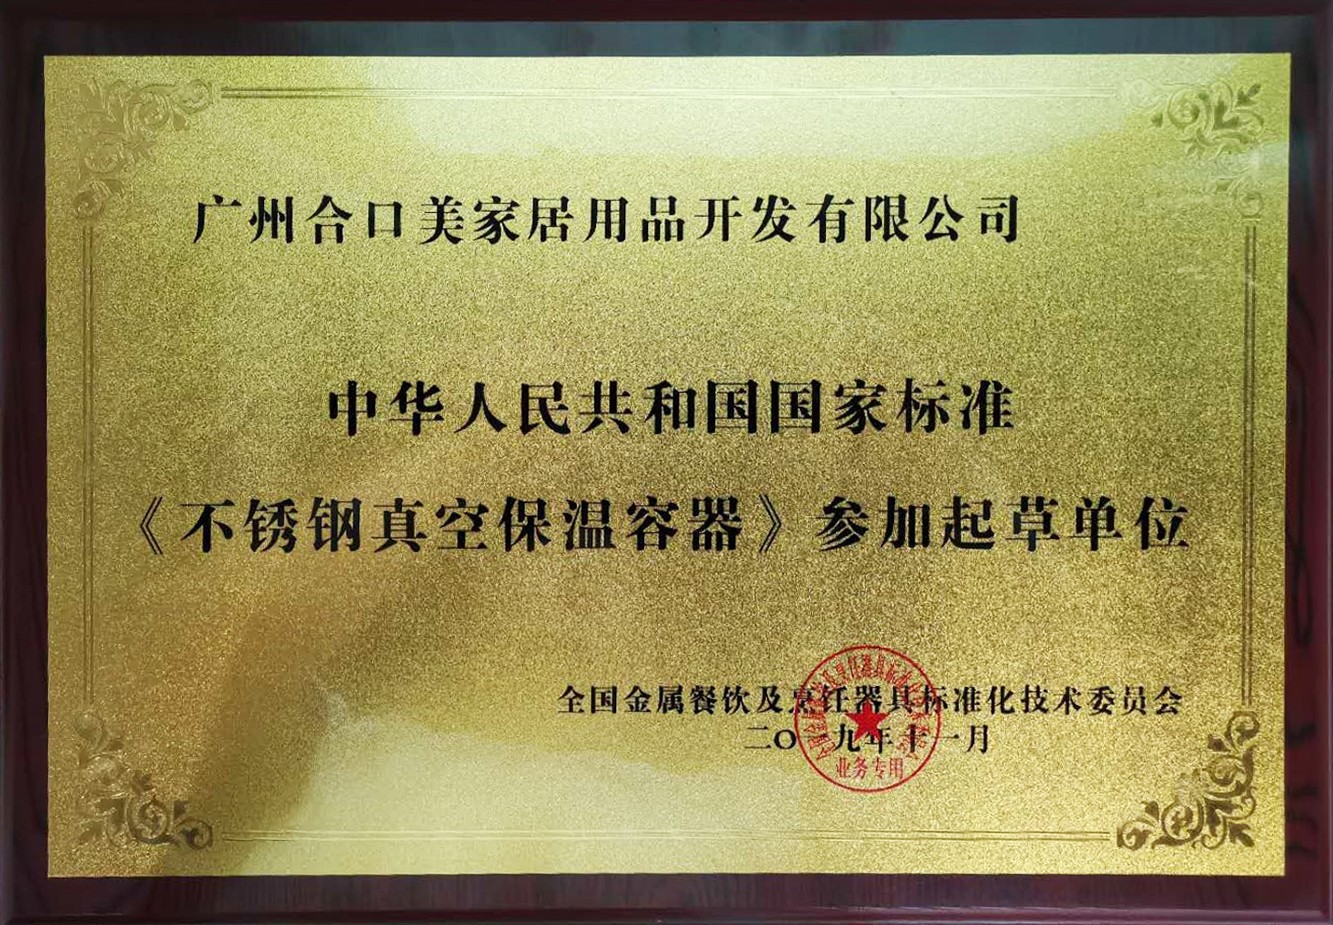 广州合口美家居用品开发有限公司
中华人民共和国国家标准
《不锈钢真空保温容器》参加起草单位
全国金属餐饮及烹饪器具标准化技术委员会
二〇一九年十一月
业务专用